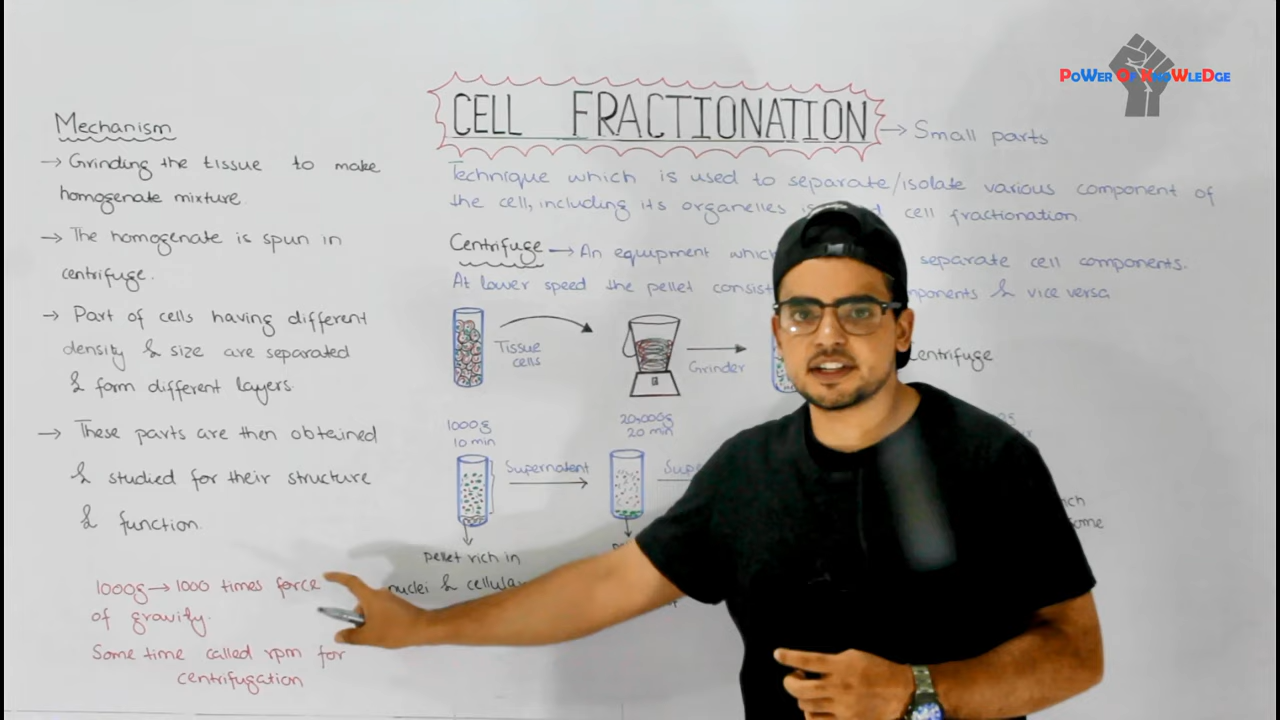 PoWer Of KnoWleDge
CELL FRACTIONATION → Small parts
Technique which is used to separate/isolate various component of
the cell, including its organelles is cell fractionation
Centrifuge → An equipment which separate cell components.
At lower speed the pellet consist & vice versa
Tissue
cells
Grinder
Centrifuge
1000g
10 min
20,000g
20 min
Supernatent
pellet rich in
nuclei & cellular
Mechanism
→ Grinding the tissue to make
homogenate mixture.
→ The homogenate is spun in
centrifuge.
→ Part of cells having different
density & size are separated
& form different layers.
→ These parts are then obtained
& studied for their structure
& function.
1000g → 1000 times force
of gravity.
Some time called rpm for
centrifugation